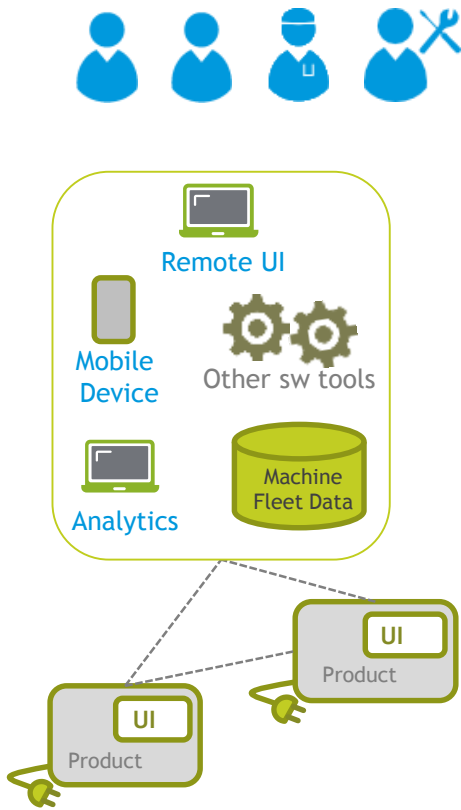 Remote UI
Mobile
Device
Other sw tools
Analytics
Machine
Fleet Data
UI
Product
UI
Product